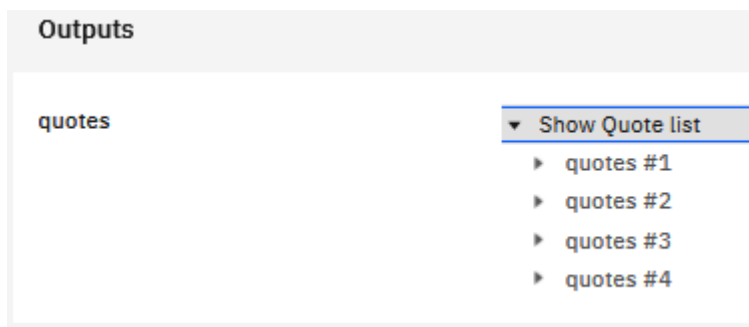 Outputs
quotes
Show Quote list
quotes #1
quotes #2
quotes #3
quotes #4